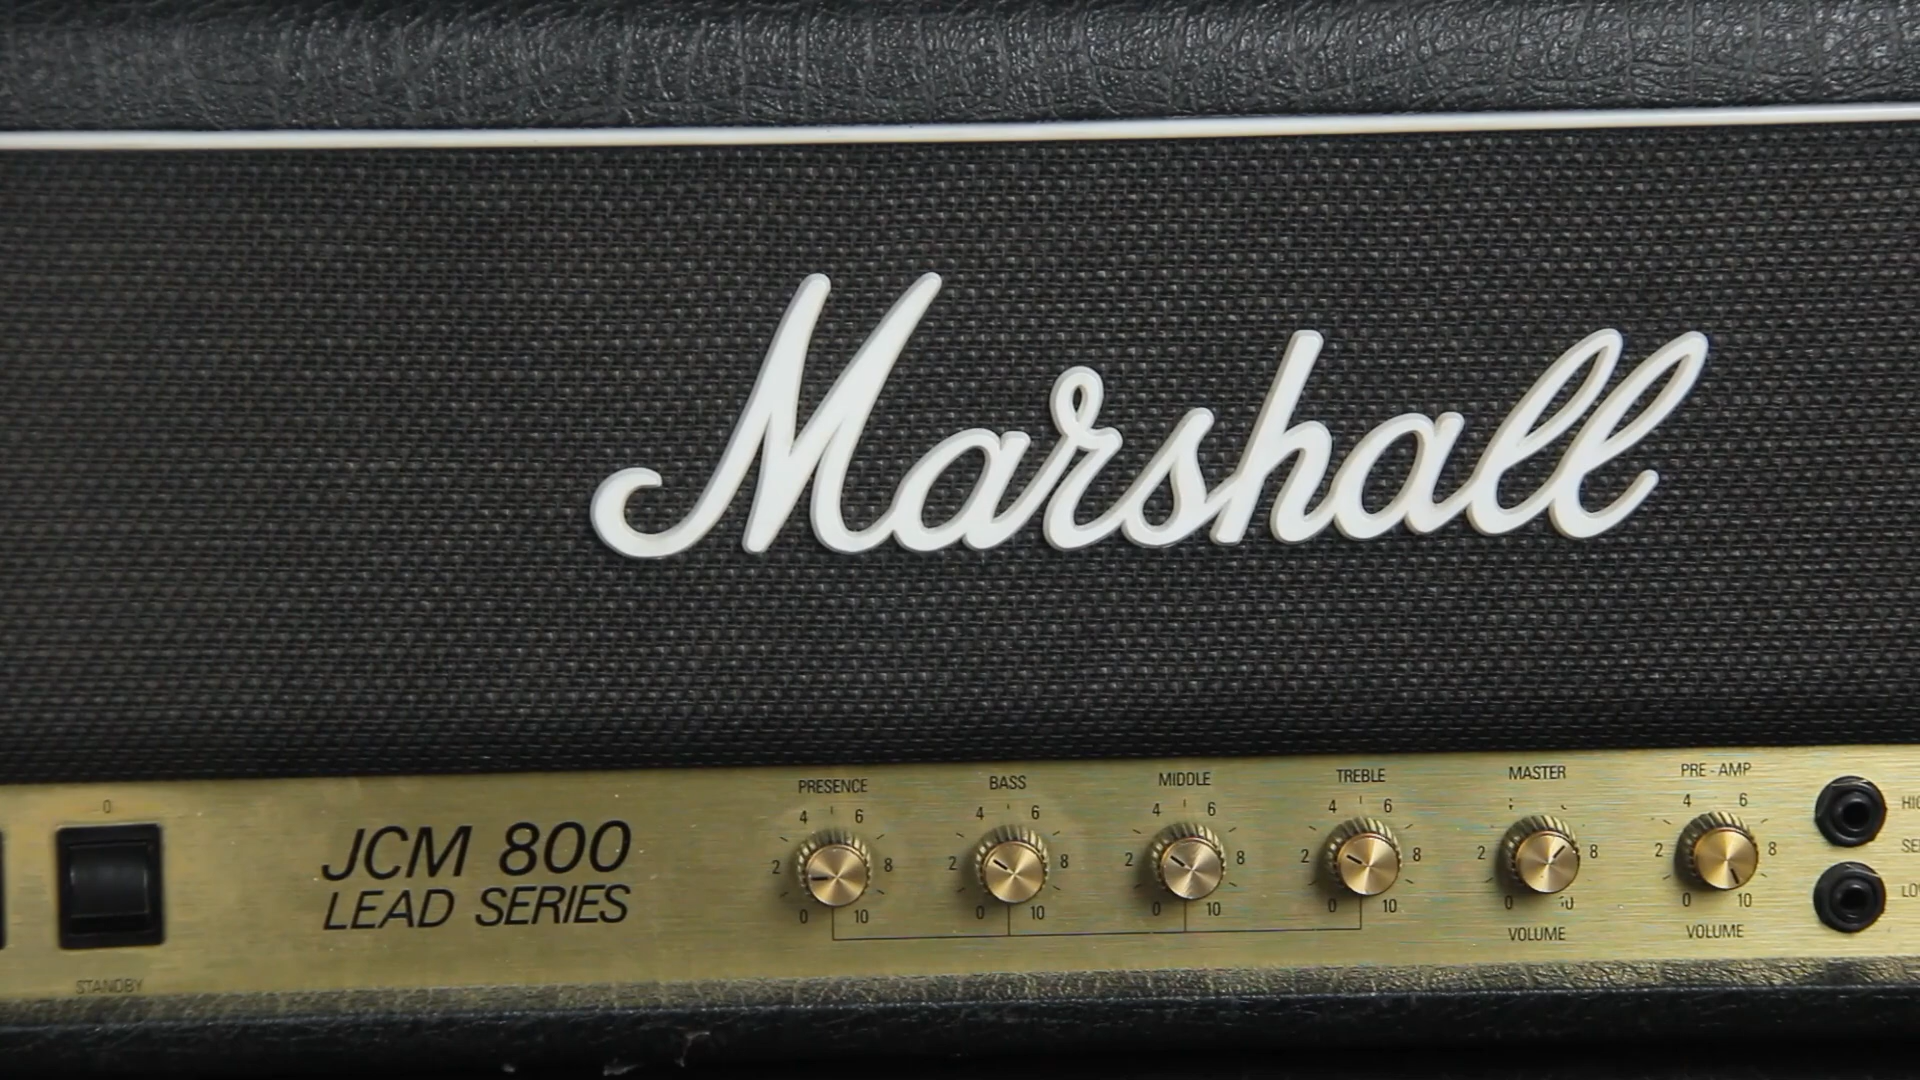 Marshall
JCM 800
LEAD SERIES
0
STANDBY
PRESENCE
4 6
2 8
0 10
BASS
4 6
2 8
0 10
MIDDLE
4 6
2 8
0 10
TREBLE
4 6
2 8
0 10
MASTER
2 8
0 10
VOLUME
PRE-AMP
4 6
2 8
0 10
VOLUME